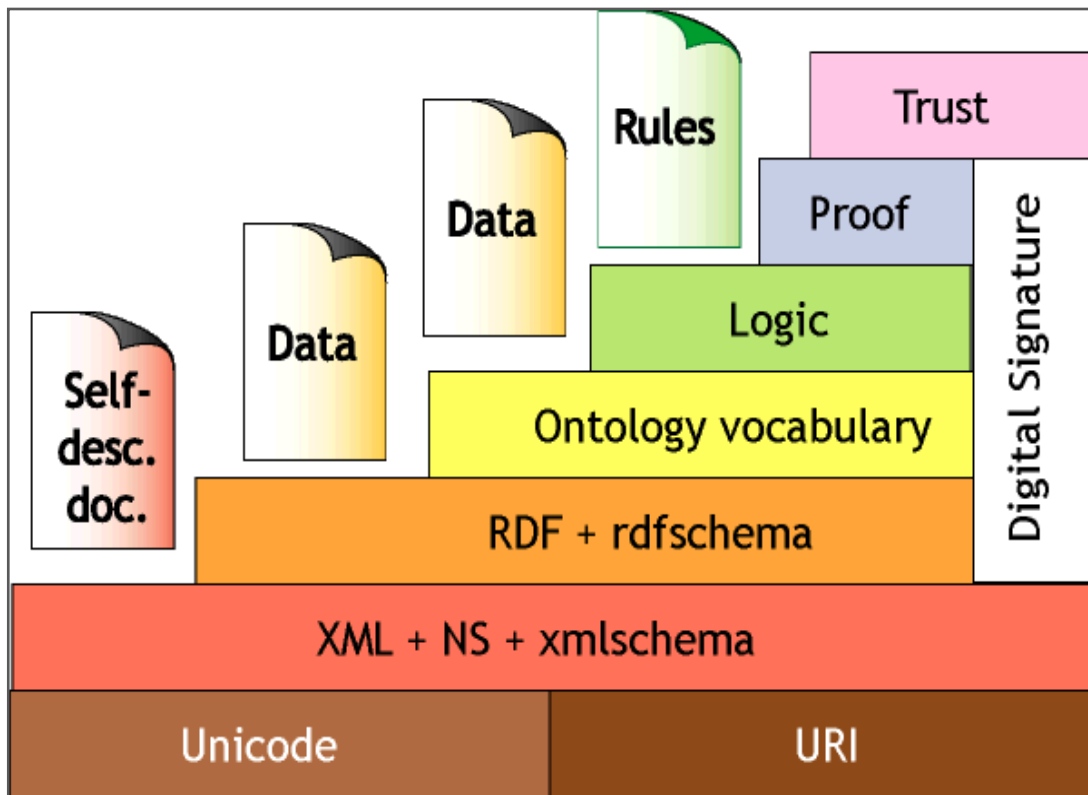 Rules
Trust
Data
Proof
Data
Logic
Self-
desc.
doc.
Ontology vocabulary
Digital Signature
RDF + rdfschema
XML + NS + xmlschema
Unicode
URI